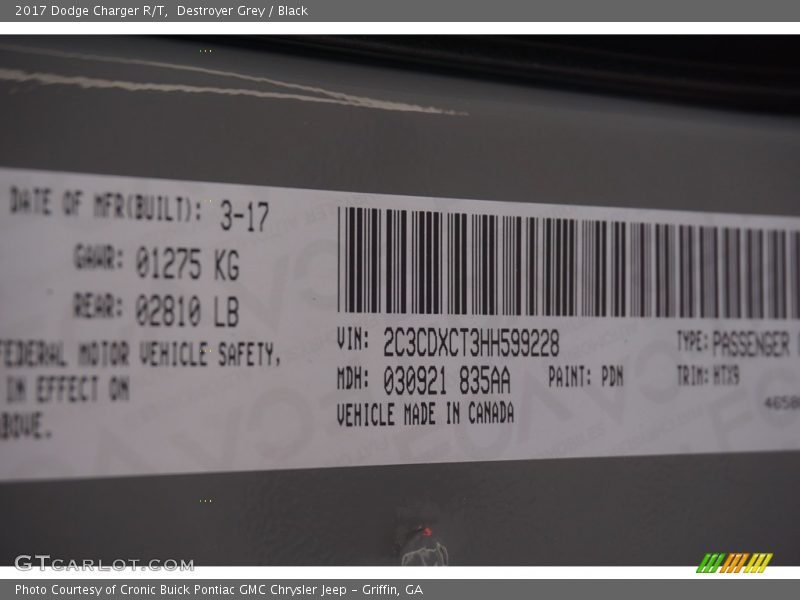 2017 Dodge Charger R/T,  Destroyer Grey / Black
DATE OF MFR(BUILT): 3-17
GAWR: 01275 KG
REAR: 02810 LB
FEDERAL MOTOR VEHICLE SAFETY,
IN EFFECT ON
ABOVE.
VIN: 2C3CDXCT3HH599228
TYPE: PASSENGER
MDH: 030921 835AA
PAINT: PDN
TRIM: HTX9
VEHICLE MADE IN CANADA
4658
GTCARLOT.COM
Photo Courtesy of Cronic Buick Pontiac GMC Chrysler Jeep - Griffin, GA